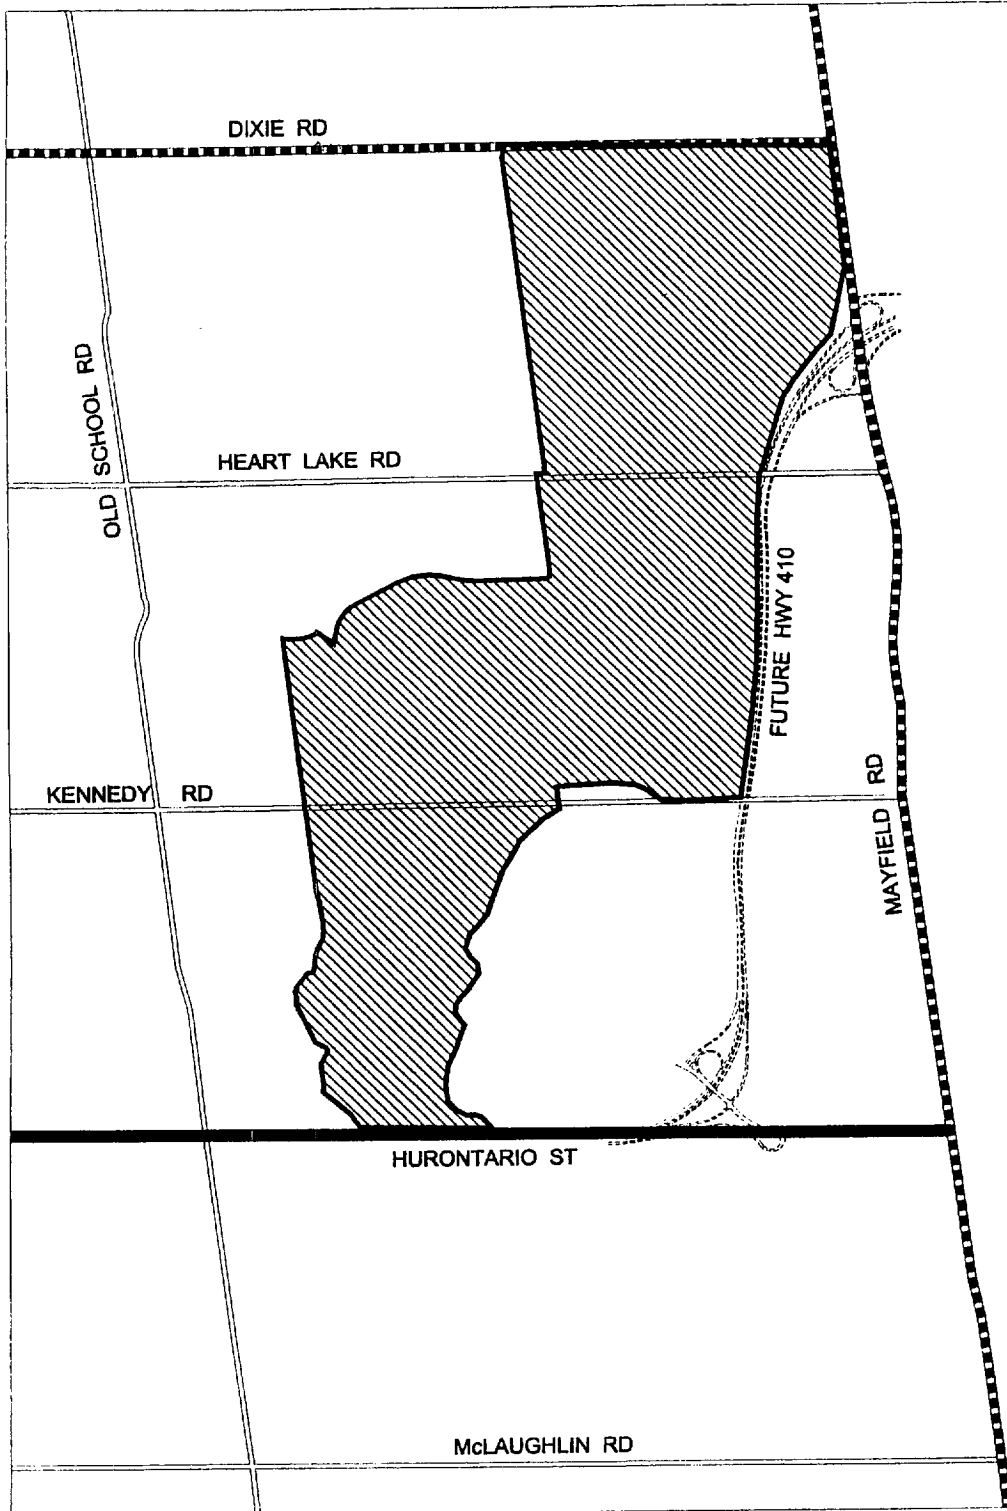 DIXIE RD
OLD SCHOOL RD
HEART LAKE RD
FUTURE HWY 410
KENNEDY RD
MAYFIELD RD
HURONTARIO ST
McLAUGHLIN RD